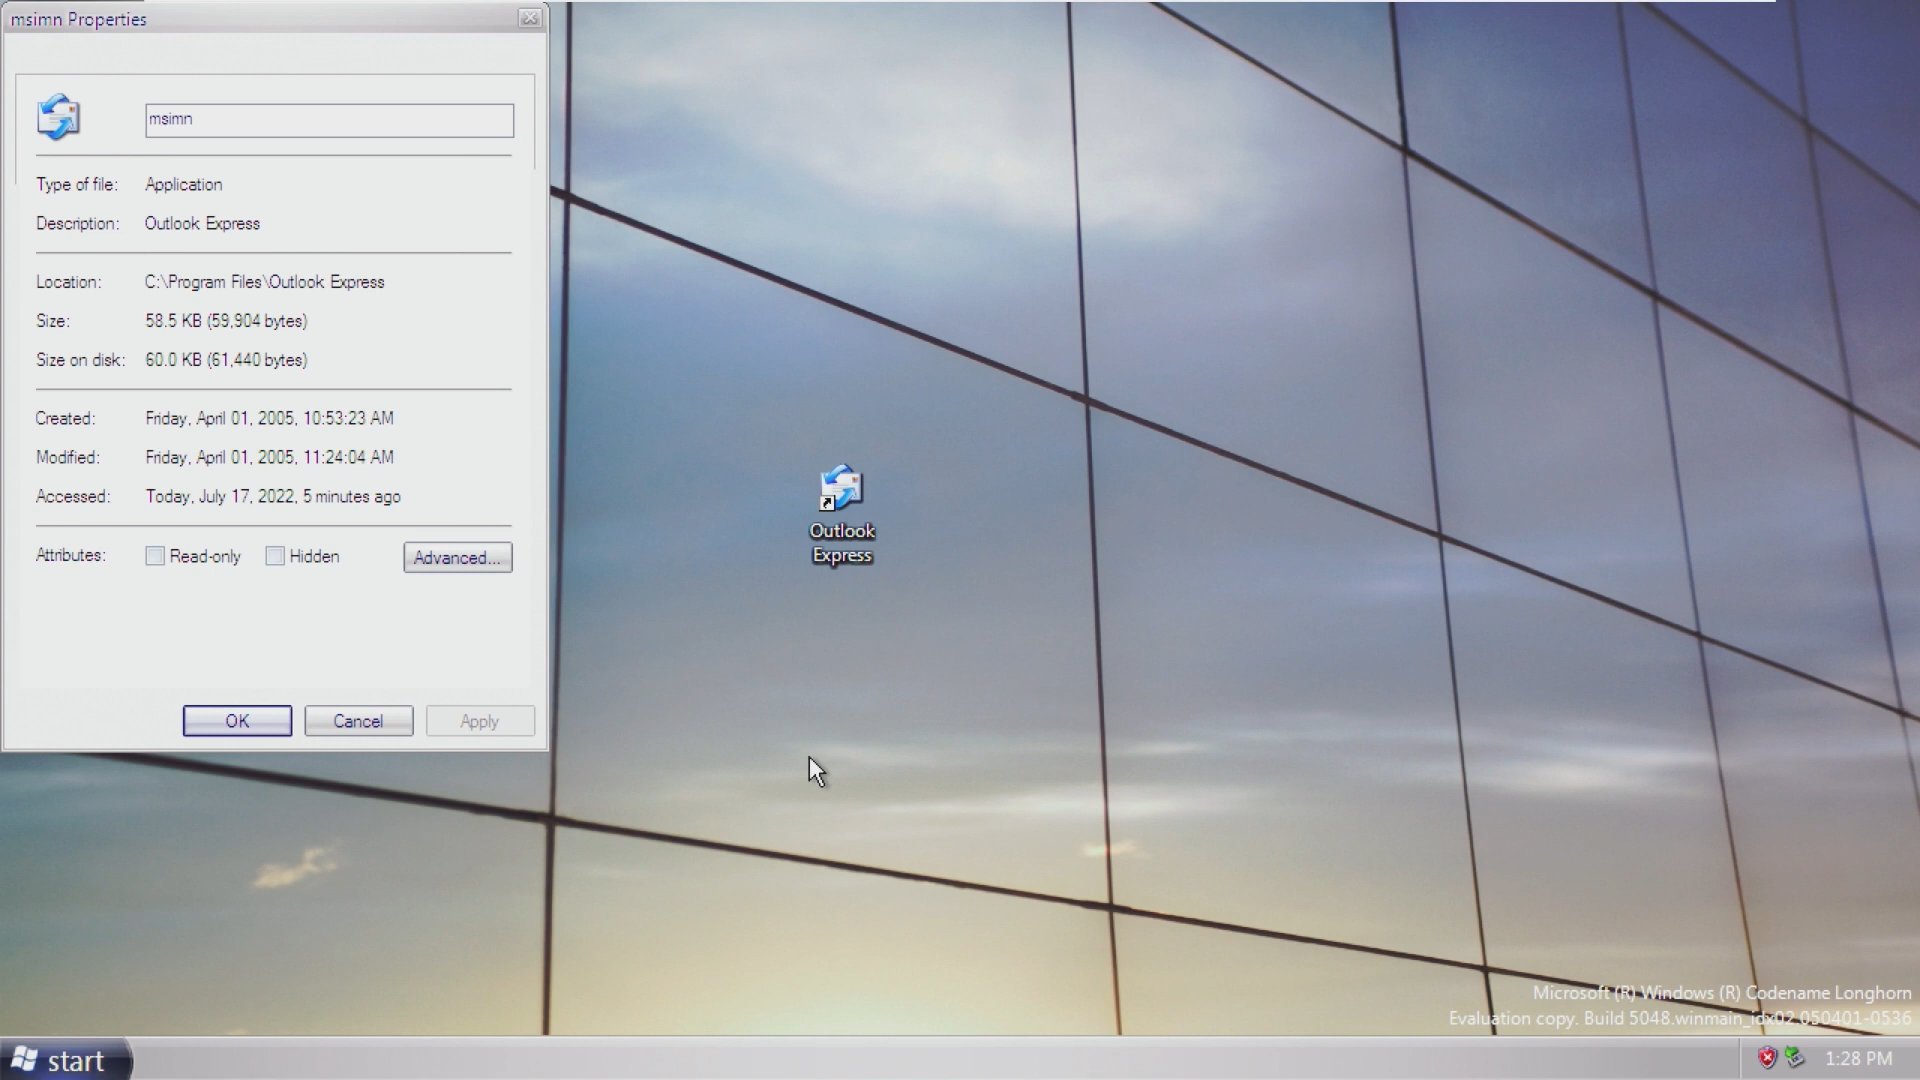 msimn Properties
msimn
Type of file: Application
Description: Outlook Express
Location: C:\Program Files\Outlook Express
Size: 58.5 KB (59,904 bytes)
Size on disk: 60.0 KB (61,440 bytes)
Created: Friday, April 01, 2005, 10:53:23 AM
Modified: Friday, April 01, 2005, 11:24:04 AM
Accessed: Today, July 17, 2022, 5 minutes ago
Attributes: Read-only Hidden Advanced...
OK Cancel Apply
Outlook
Express
Microsoft (R) Windows (R) Codename Longhorn
Evaluation copy. Build 5048.winmain_idx02.050401-0536
start 1:28 PM